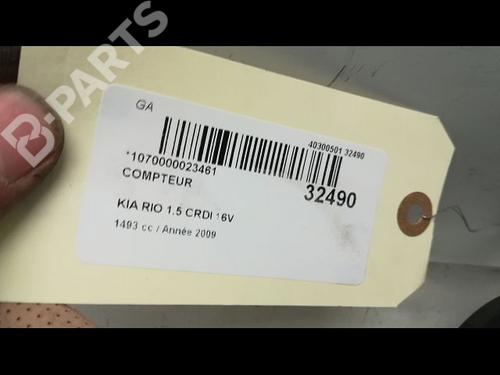 B-PARTS
GA
40300501 32490
*1070000023461
32490
COMPTEUR
KIA RIO 1.5 CRDI 16V
1493 cc / Année 2009